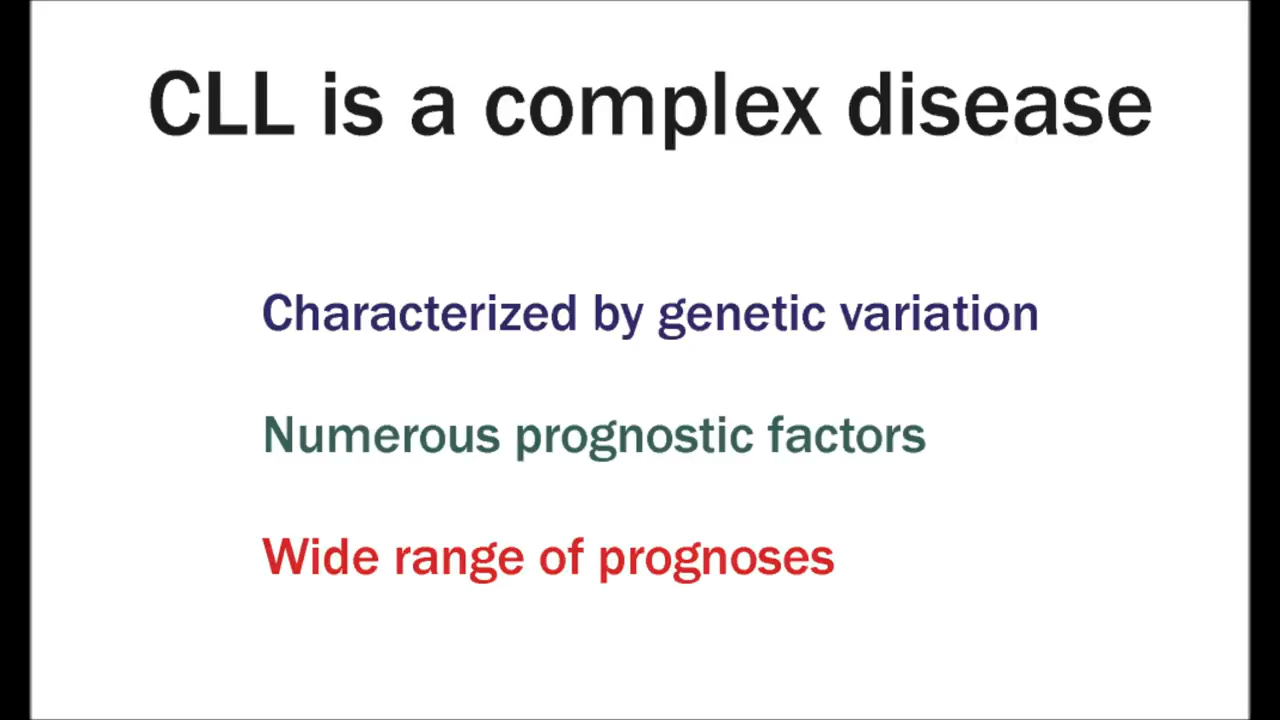 CLL is a complex disease
Characterized by genetic variation
Numerous prognostic factors
Wide range of prognoses